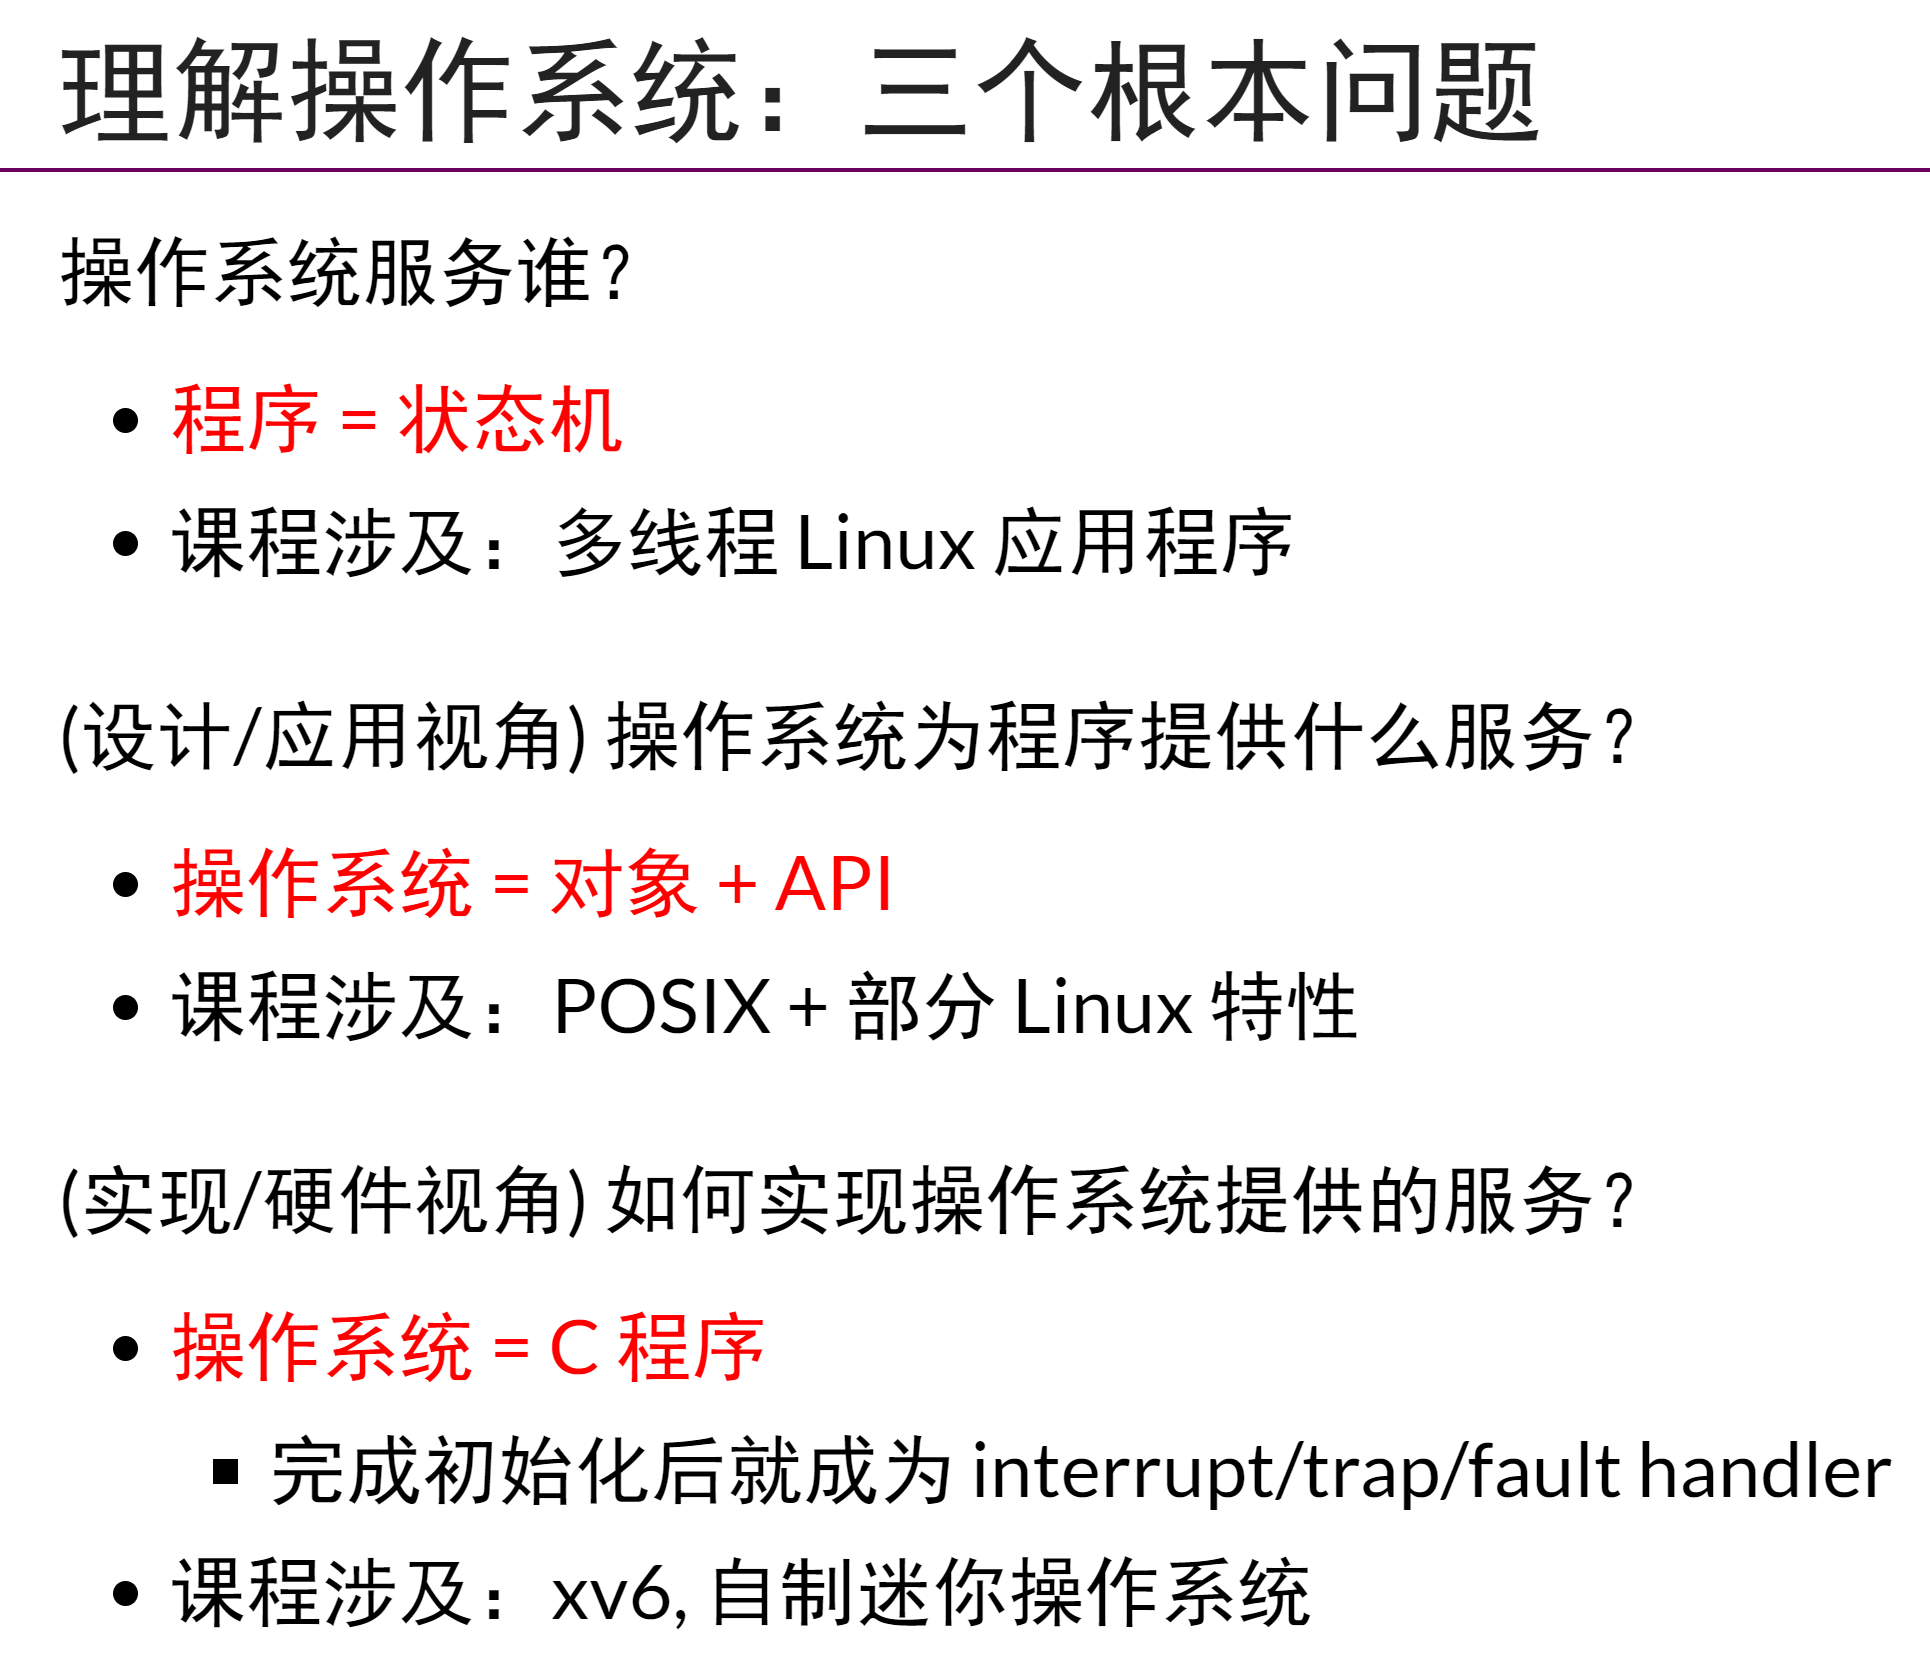 理解操作系统：三个根本问题
操作系统服务谁？
• 程序 = 状态机
• 课程涉及：多线程 Linux 应用程序
(设计/应用视角) 操作系统为程序提供什么服务？
• 操作系统 = 对象 + API
• 课程涉及：POSIX + 部分 Linux 特性
(实现/硬件视角) 如何实现操作系统提供的服务？
• 操作系统 = C 程序
▪ 完成初始化后就成为 interrupt/trap/fault handler
• 课程涉及：xv6, 自制迷你操作系统